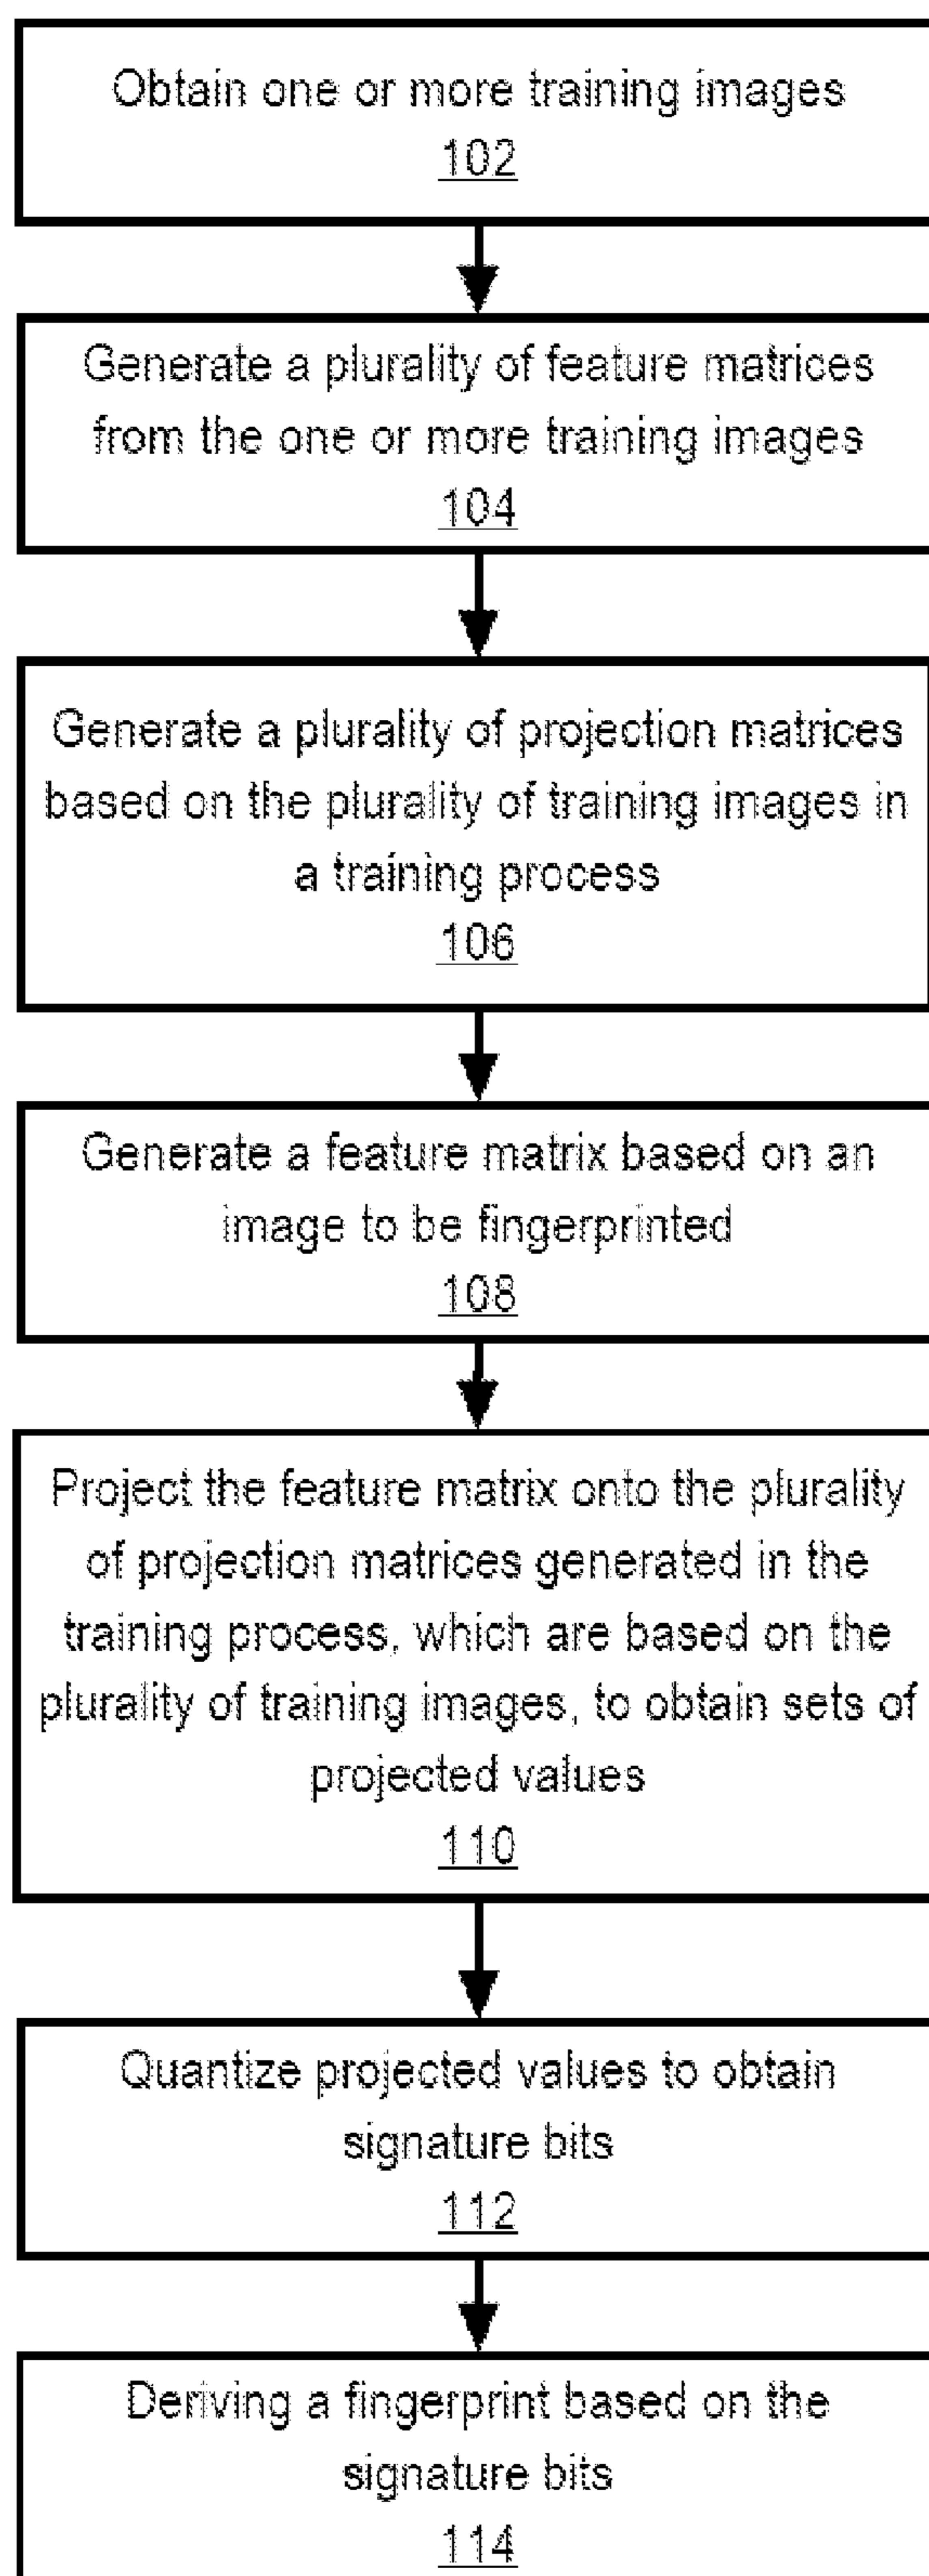 Obtain one or more training images
102
Generate a plurality of feature matrices
from the one or more training images
104
Generate a plurality of projection matrices
based on the plurality of training images in
a training process
106
Generate a feature matrix based on an
image to be fingerprinted
108
Project the feature matrix onto the plurality
of projection matrices generated in the
training process, which are based on the
plurality of training images, to obtain sets of
projected values
110
Quantize projected values to obtain
signature bits
112
Deriving a fingerprint based on the
signature bits
114